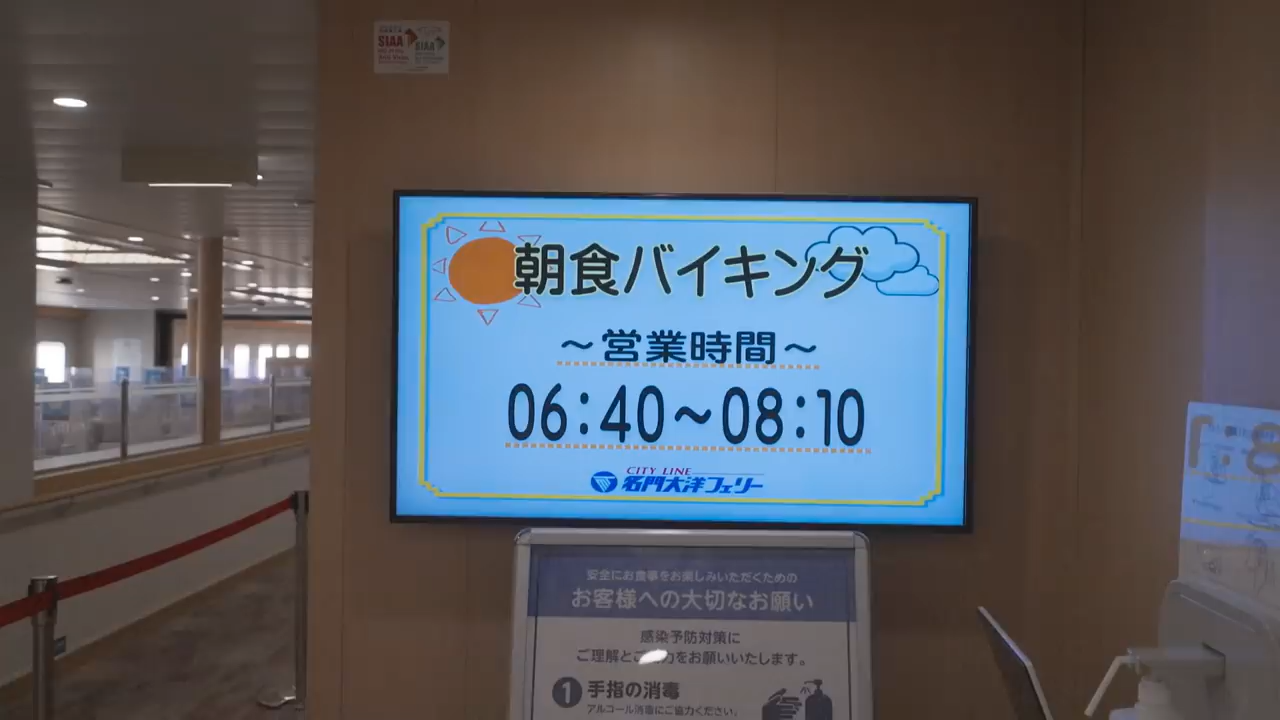 SIAA
SIAA
朝食バイキング
～営業時間～
06:40～08:10
CITY LINE
名門大洋フェリー
安全にお食事をお楽しみいただくための
お客様への大切なお願い
感染予防対策に
ご理解とご力をお願いいたします。
1 手指の消毒
アルコール消毒にご協力ください。